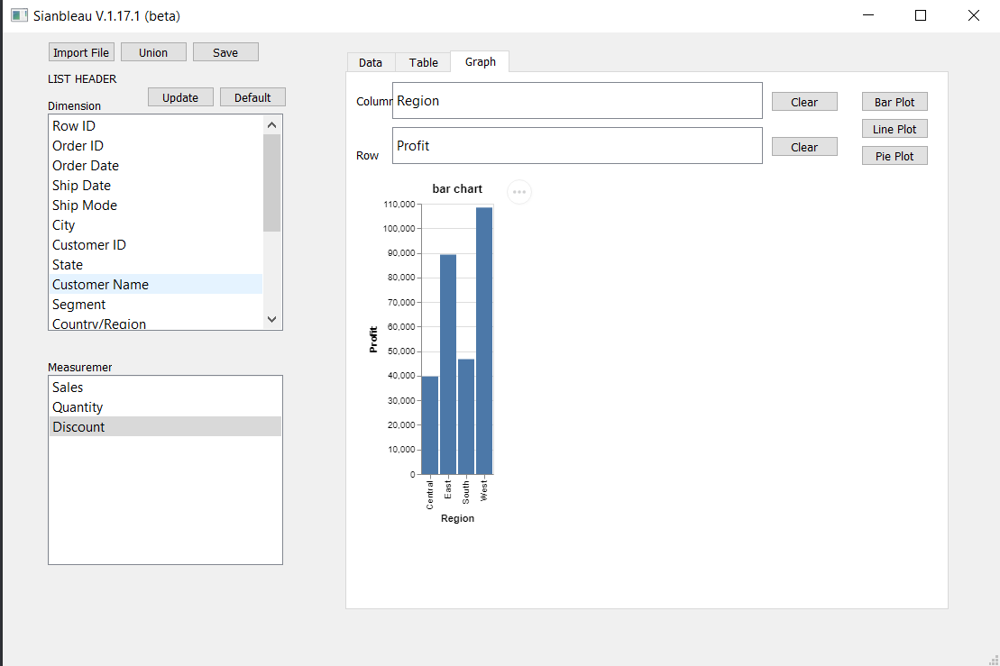 Sianbleau V.1.17.1 (beta)
Import File
Union
Save
LIST HEADER
Update
Default
Dimension
Row ID
Order ID
Order Date
Ship Date
Ship Mode
City
Customer ID
State
Customer Name
Segment
Country/Region
Measuremer
Sales
Quantity
Discount
Data
Table
Graph
Column
Region
Clear
Row
Profit
Clear
Bar Plot
Line Plot
Pie Plot
bar chart
110,000
100,000
90,000
80,000
70,000
60,000
50,000
40,000
30,000
20,000
10,000
0
Profit
Central
East
South
West
Region